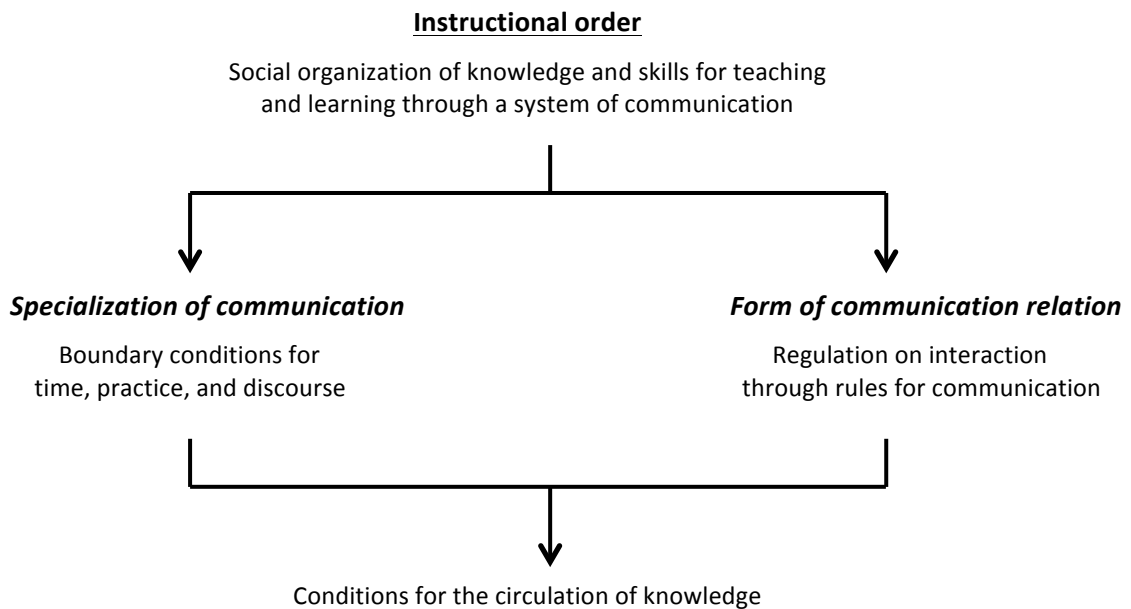 Instructional order
Social organization of knowledge and skills for teaching
and learning through a system of communication
Specialization of communication
Boundary conditions for
time, practice, and discourse
Form of communication relation
Regulation on interaction
through rules for communication
Conditions for the circulation of knowledge